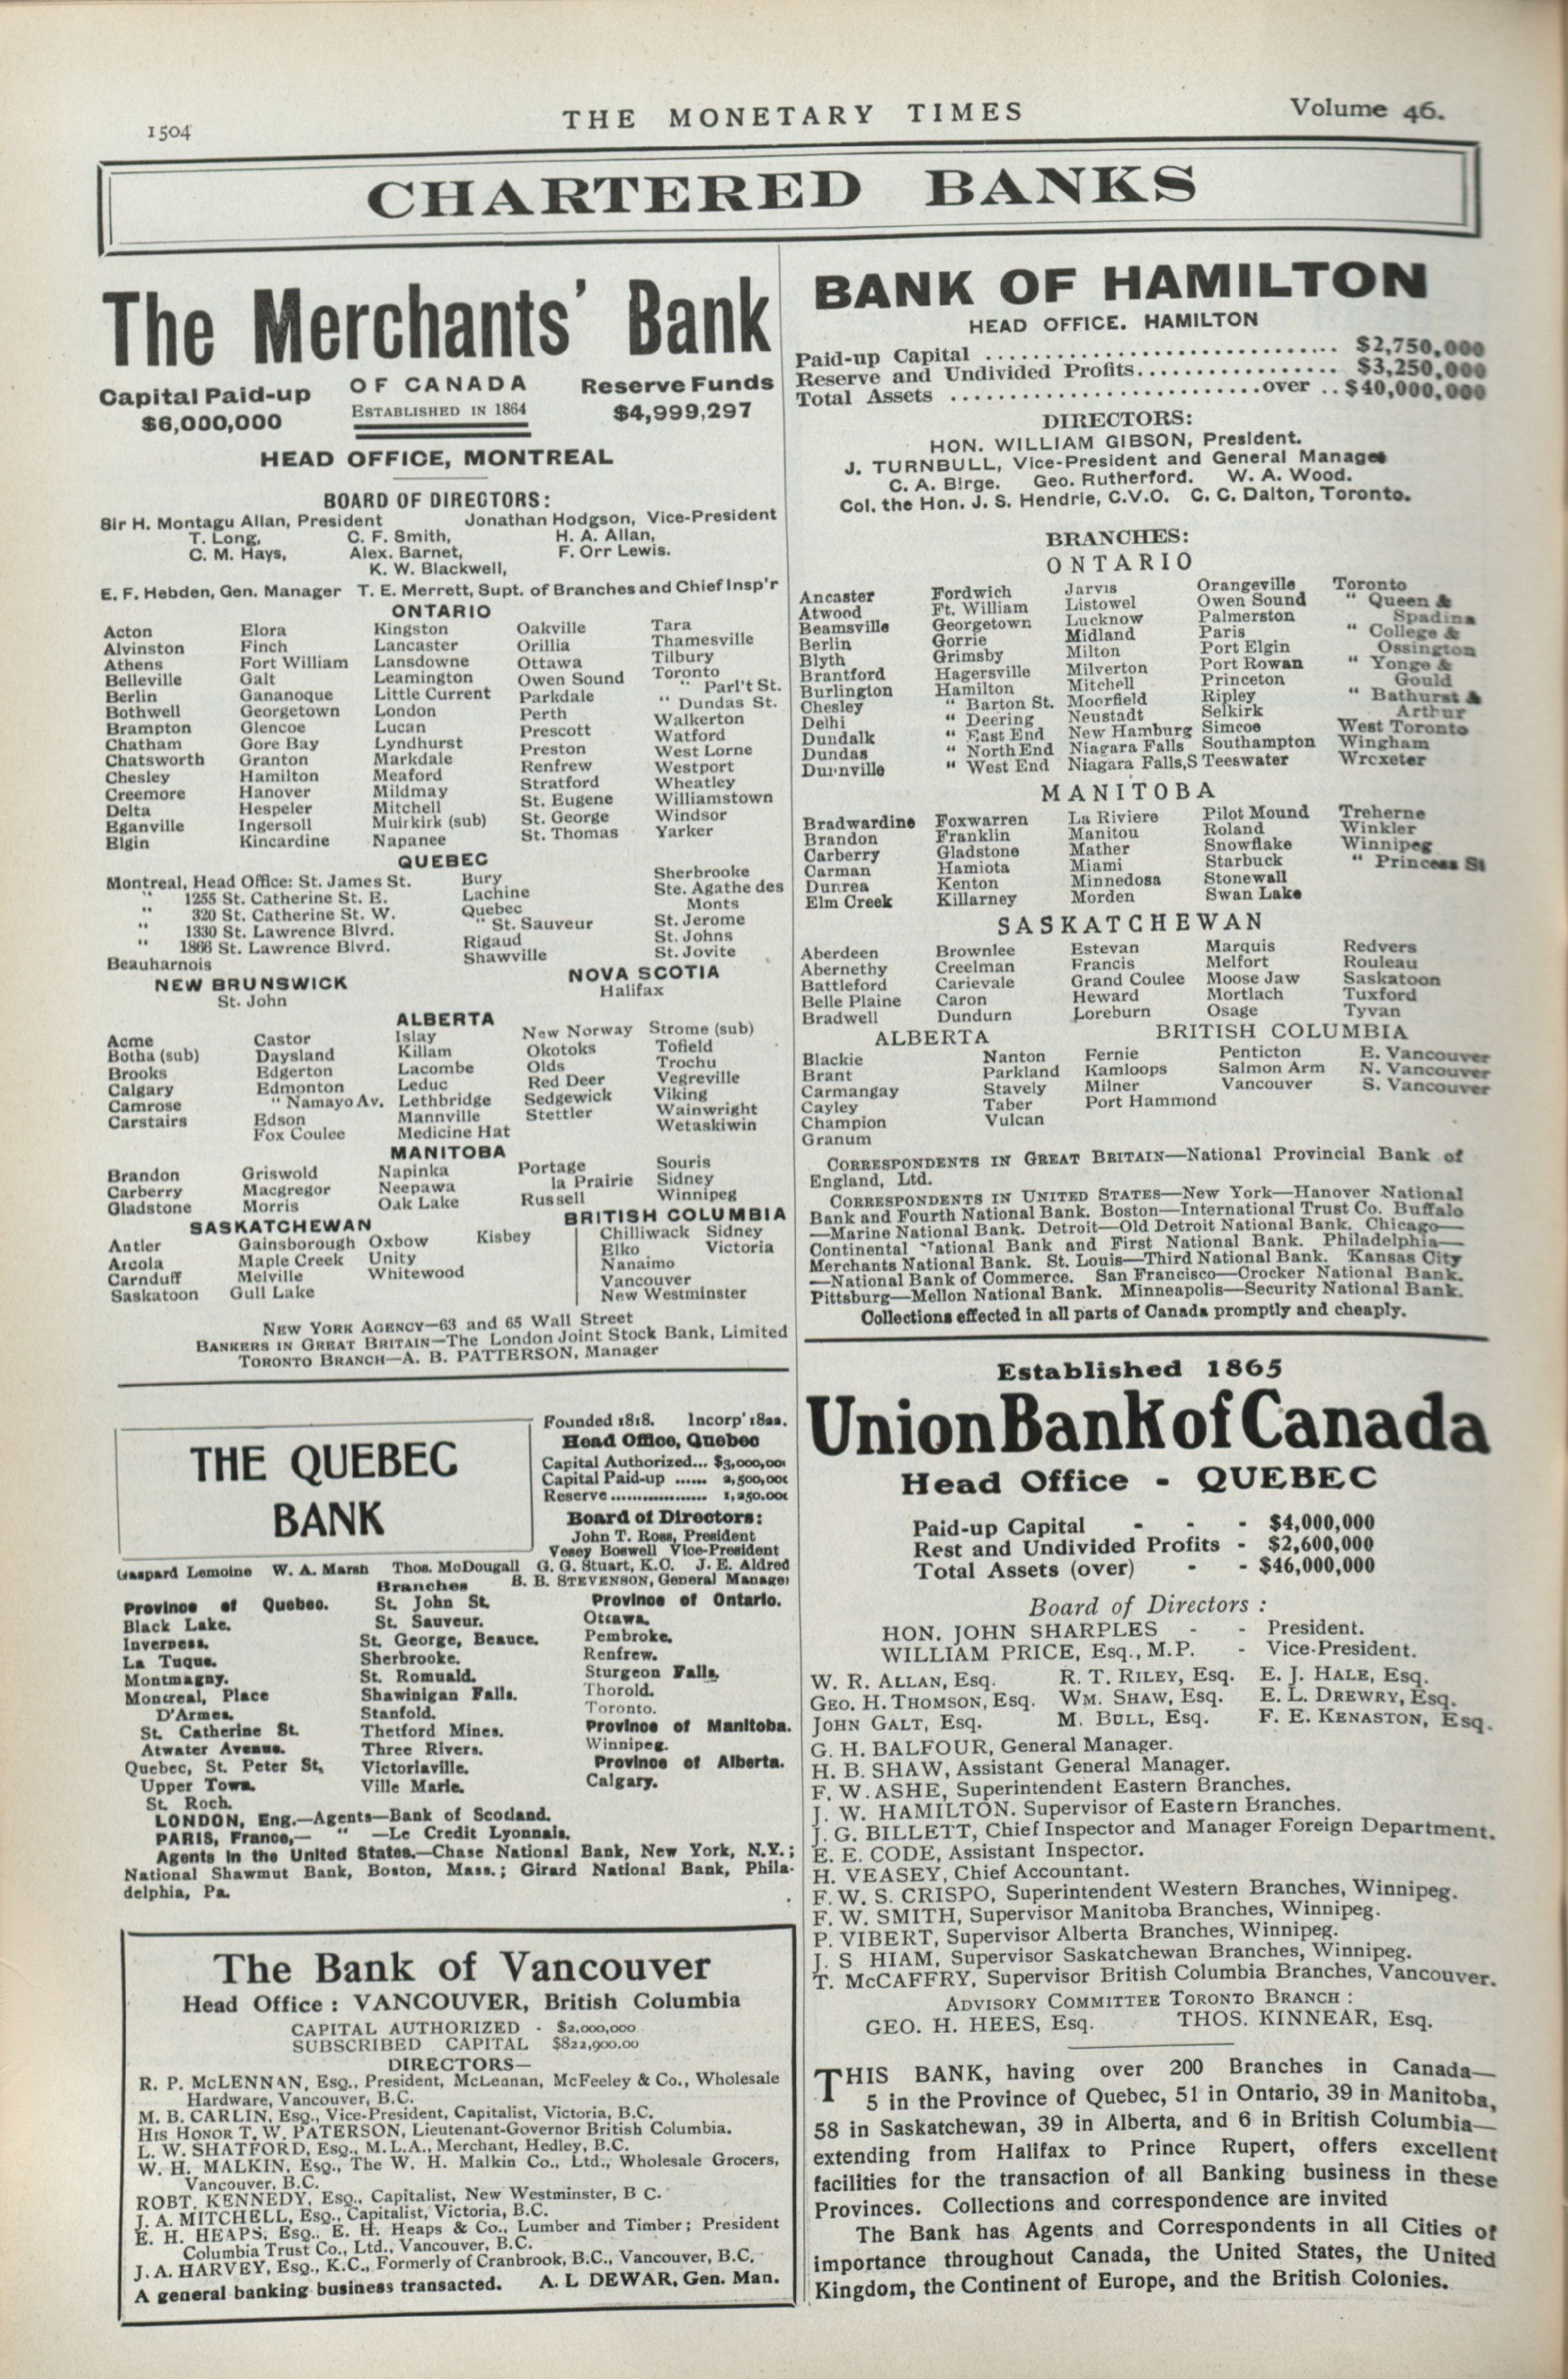 1504
THE MONETARY TIMES
Volume 46.
CHARTERED BANKS
The Merchants' Bank
Capital Paid-up
$6,000,000
OF CANADA
ESTABLISHED IN 1864
Reserve Funds
$4,999,297
HEAD OFFICE, MONTREAL
BOARD OF DIRECTORS:
Sir H. Montagu Allan, President Jonathan Hodgson, Vice-President
T. Long, C. F. Smith, H. A. Allan,
C. M. Hays, Alex. Barnet, F. Orr Lewis.
K. W. Blackwell,
E. F. Hebden, Gen. Manager T. E. Merrett, Supt. of Branches and Chief Insp'r
ONTARIO
Acton Elora Kingston Oakville Tara
Alvinston Finch Lancaster Orillia Thamesville
Athens Fort William Lansdowne Ottawa Tilbury
Belleville Galt Leamington Owen Sound Toronto
Berlin Gananoque Little Current Parkdale " Parl't St.
Bothwell Georgetown London Perth " Dundas St.
Brampton Glencoe Lucan Prescott Walkerton
Chatham Gore Bay Lyndhurst Preston Watford
Chatsworth Granton Markdale Renfrew West Lorne
Chesley Hamilton Meaford Stratford Westport
Creemore Hanover Mildmay St. Eugene Wheatley
Delta Hespeler Mitchell St. George Williamstown
Eganville Ingersoll Muirkirk (sub) St. Thomas Windsor
Elgin Kincardine Napanee Yarker
QUEBEC
Montreal, Head Office: St. James St. Bury Sherbrooke
" 1255 St. Catherine St. E. Lachine Ste. Agathe des
" 320 St. Catherine St. W. Quebec Monts
" 1330 St. Lawrence Blvrd. " St. Sauveur St. Jerome
" 1866 St. Lawrence Blvrd. Rigaud St. Johns
Beauharnois Shawville St. Jovite
NEW BRUNSWICK NOVA SCOTIA
St. John Halifax
ALBERTA
Acme Castor Islay New Norway Strome (sub)
Botha (sub) Daysland Killam Okotoks Tofield
Brooks Edgerton Lacombe Olds Trochu
Calgary Edmonton Leduc Red Deer Vegreville
Camrose " Namayo Av. Lethbridge Sedgewick Viking
Carstairs Edson Mannville Stettler Wainwright
Fox Coulee Medicine Hat Wetaskiwin
MANITOBA
Brandon Griswold Napinka Portage Souris
Carberry Macgregor Neepawa la Prairie Sidney
Gladstone Morris Oak Lake Russell Winnipeg
SASKATCHEWAN BRITISH COLUMBIA
Antler Gainsborough Oxbow Kisbey Chilliwack Sidney
Arcola Maple Creek Unity Elko Victoria
Carnduff Melville Whitewood Nanaimo
Saskatoon Gull Lake Vancouver
New Westminster
NEW YORK AGENCY—63 and 65 Wall Street
BANKERS IN GREAT BRITAIN—The London Joint Stock Bank, Limited
TORONTO BRANCH—A. B. PATTERSON, Manager
THE QUEBEC
BANK
Founded 1818. Incorp' 1822.
Head Office, Quebec
Capital Authorized... $3,000,00
Capital Paid-up ...... 2,500,00
Reserve .................. 1,250,00
Board of Directors:
John T. Ross, President
Vesey Boswell Vice-President
Gaspard Lemoine W. A. Marsh Thos. McDougall G. G. Stuart, K.C. J. E. Aldred
Branches B. B. STEVENSON, General Manager
Province of Quebec. St. John St. Province of Ontario.
Black Lake. St. Sauveur. Ottawa.
Inverness. St. George, Beauce. Pembroke.
La Tuque. Sherbrooke. Renfrew.
Montmagny. St. Romuald. Sturgeon Falls.
Montreal, Place Shawinigan Falls. Thorold.
D'Armes. Stanfold. Toronto.
St. Catherine St. Thetford Mines. Province of Manitoba.
Atwater Avenue. Three Rivers. Winnipeg.
Quebec, St. Peter St, Victoriaville. Province of Alberta.
Upper Town. Ville Marie. Calgary.
St. Roch.
LONDON, Eng.—Agents—Bank of Scotland.
PARIS, France,— " —Le Credit Lyonnais.
Agents in the United States.—Chase National Bank, New York, N.Y.;
National Shawmut Bank, Boston, Mass.; Girard National Bank, Phila-
delphia, Pa.
The Bank of Vancouver
Head Office : VANCOUVER, British Columbia
CAPITAL AUTHORIZED - $2,000,000
SUBSCRIBED CAPITAL $822,900.00
DIRECTORS—
R. P. McLENNAN, Esq., President, McLennan, McFeeley & Co., Wholesale
Hardware, Vancouver, B.C.
M. B. CARLIN, Esq., Vice-President, Capitalist, Victoria, B.C.
HIS HONOR T. W. PATERSON, Lieutenant-Governor British Columbia.
L. W. SHATFORD, Esq., M.L.A., Merchant, Hedley, B.C.
W. H. MALKIN, Esq., The W. H. Malkin Co., Ltd., Wholesale Grocers,
Vancouver, B.C.
ROBT. KENNEDY, Esq., Capitalist, New Westminster, B C.
J. A. MITCHELL, Esq., Capitalist, Victoria, B.C.
E. H. HEAPS, Esq., E. H. Heaps & Co., Lumber and Timber; President
Columbia Trust Co., Ltd., Vancouver, B.C.
J. A. HARVEY, Esq., K.C., Formerly of Cranbrook, B.C., Vancouver, B.C.
A general banking business transacted. A. L DEWAR, Gen. Man.
BANK OF HAMILTON
HEAD OFFICE. HAMILTON
Paid-up Capital .............................. $2,750,000
Reserve and Undivided Profits................. $3,250,000
Total Assets ..........................over .. $40,000,000
DIRECTORS:
HON. WILLIAM GIBSON, President.
J. TURNBULL, Vice-President and General Manager
C. A. Birge. Geo. Rutherford. W. A. Wood.
Col. the Hon. J. S. Hendrie, C.V.O. C. C. Dalton, Toronto.
BRANCHES:
ONTARIO
Ancaster Fordwich Jarvis Orangeville Toronto
Atwood Ft. William Listowel Owen Sound " Queen &
Beamsville Georgetown Lucknow Palmerston Spadina
Berlin Gorrie Midland Paris " College &
Blyth Grimsby Milton Port Elgin Ossington
Brantford Hagersville Milverton Port Rowan " Yonge &
Burlington Hamilton Mitchell Princeton Gould
Chesley " Barton St. Moorfield Ripley " Bathurst &
Delhi " Deering Neustadt Selkirk Arthur
Dundalk " East End New Hamburg Simcoe West Toronto
Dundas " North End Niagara Falls Southampton Wingham
Dunnville " West End Niagara Falls,S Teeswater Wroxeter
MANITOBA
Bradwardine Foxwarren La Riviere Pilot Mound Treherne
Brandon Franklin Manitou Roland Winkler
Carberry Gladstone Mather Snowflake Winnipeg
Carman Hamiota Miami Starbuck " Princess St
Dunrea Kenton Minnedosa Stonewall
Elm Creek Killarney Morden Swan Lake
SASKATCHEWAN
Aberdeen Brownlee Estevan Marquis Redvers
Abernethy Creelman Francis Melfort Rouleau
Battleford Carievale Grand Coulee Moose Jaw Saskatoon
Belle Plaine Caron Heward Mortlach Tuxford
Bradwell Dundurn Loreburn Osage Tyvan
ALBERTA BRITISH COLUMBIA
Blackie Nanton Fernie Penticton E. Vancouver
Brant Parkland Kamloops Salmon Arm N. Vancouver
Carmangay Stavely Milner Vancouver S. Vancouver
Cayley Taber Port Hammond
Champion Vulcan
Granum
CORRESPONDENTS IN GREAT BRITAIN—National Provincial Bank of
England, Ltd.
CORRESPONDENTS IN UNITED STATES—New York—Hanover National
Bank and Fourth National Bank. Boston—International Trust Co. Buffalo
—Marine National Bank. Detroit—Old Detroit National Bank. Chicago—
Continental National Bank and First National Bank. Philadelphia—
Merchants National Bank. St. Louis—Third National Bank. Kansas City
—National Bank of Commerce. San Francisco—Crocker National Bank.
Pittsburg—Mellon National Bank. Minneapolis—Security National Bank.
Collections effected in all parts of Canada promptly and cheaply.
Established 1865
Union Bank of Canada
Head Office - QUEBEC
Paid-up Capital - - - $4,000,000
Rest and Undivided Profits - $2,600,000
Total Assets (over) - - $46,000,000
Board of Directors :
HON. JOHN SHARPLES - - President.
WILLIAM PRICE, Esq., M.P. - Vice-President.
W. R. ALLAN, Esq. R. T. RILEY, Esq. E. J. HALE, Esq.
GEO. H. THOMSON, Esq. WM. SHAW, Esq. E. L. DREWRY, Esq.
JOHN GALT, Esq. M. BULL, Esq. F. E. KENASTON, Esq.
G. H. BALFOUR, General Manager.
H. B. SHAW, Assistant General Manager.
F. W. ASHE, Superintendent Eastern Branches.
J. W. HAMILTON. Supervisor of Eastern Branches.
J. G. BILLETT, Chief Inspector and Manager Foreign Department.
E. E. CODE, Assistant Inspector.
H. VEASEY, Chief Accountant.
F. W. S. CRISPO, Superintendent Western Branches, Winnipeg.
F. W. SMITH, Supervisor Manitoba Branches, Winnipeg.
P. VIBERT, Supervisor Alberta Branches, Winnipeg.
J. S HIAM, Supervisor Saskatchewan Branches, Winnipeg.
T. McCAFFRY, Supervisor British Columbia Branches, Vancouver.
ADVISORY COMMITTEE TORONTO BRANCH :
GEO. H. HEES, Esq. THOS. KINNEAR, Esq.
THIS BANK, having over 200 Branches in Canada—
5 in the Province of Quebec, 51 in Ontario, 39 in Manitoba,
58 in Saskatchewan, 39 in Alberta, and 6 in British Columbia—
extending from Halifax to Prince Rupert, offers excellent
facilities for the transaction of all Banking business in these
Provinces. Collections and correspondence are invited
The Bank has Agents and Correspondents in all Cities of
importance throughout Canada, the United States, the United
Kingdom, the Continent of Europe, and the British Colonies.